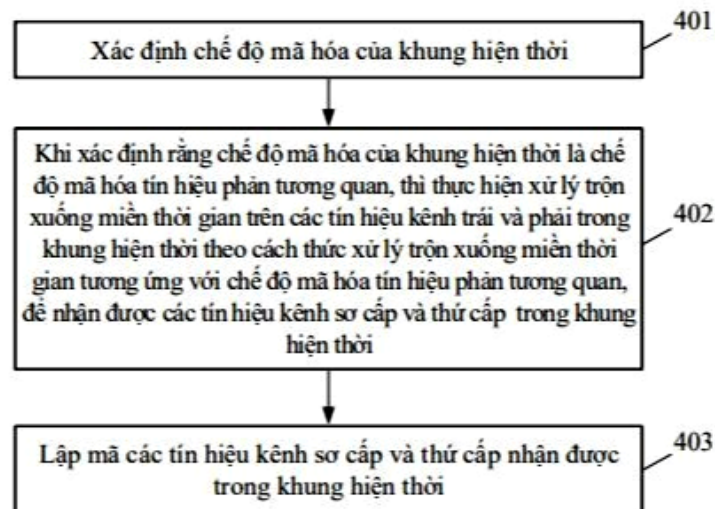 401
Xác định chế độ mã hóa của khung hiện thời
Khi xác định rằng chế độ mã hóa của khung hiện thời là chế
độ mã hóa tín hiệu phản tương quan, thì thực hiện xử lý trộn
xuống miền thời gian trên các tín hiệu kênh trái và phải trong
khung hiện thời theo cách thức xử lý trộn xuống miền thời
gian tương ứng với chế độ mã hóa tín hiệu phản tương quan,
để nhận được các tín hiệu kênh sơ cấp và thứ cấp trong khung
hiện thời
402
Lập mã các tín hiệu kênh sơ cấp và thứ cấp nhận được
trong khung hiện thời
403